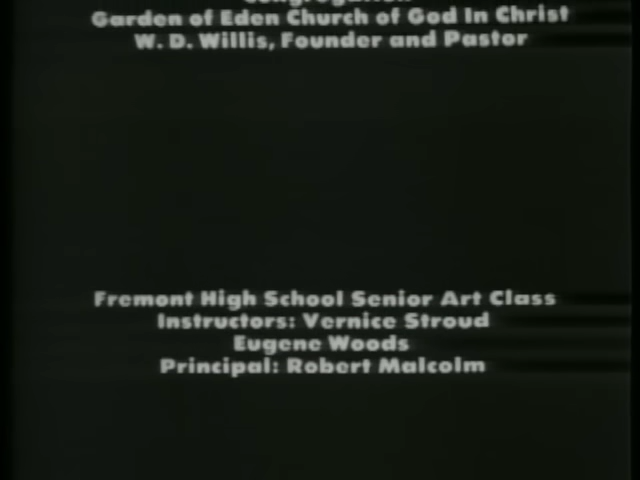 Congregation
Garden of Eden Church of God In Christ
W. D. Willis, Founder and Pastor
Fremont High School Senior Art Class
Instructors: Vernice Stroud
Eugene Woods
Principal: Robert Malcolm